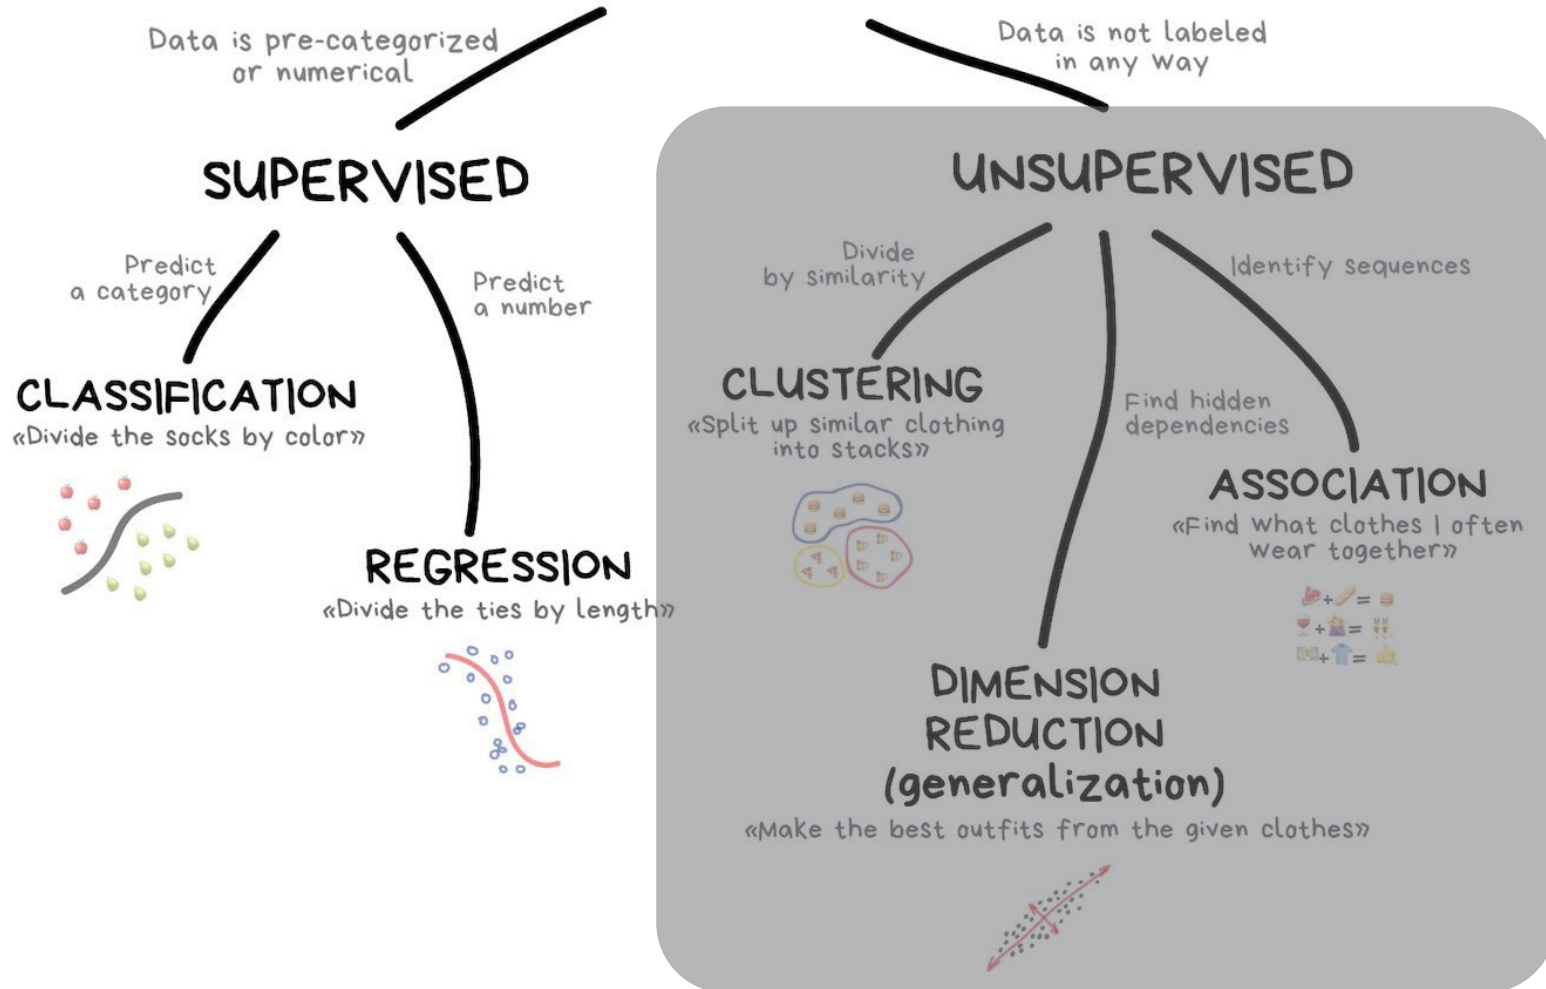 Data is pre-categorized
or numerical
SUPERVISED
Predict
a category
Predict
a number
CLASSIFICATION
«Divide the socks by color»
REGRESSION
«Divide the ties by length»
Data is not labeled
in any way
UNSUPERVISED
Divide
by similarity
Identify sequences
CLUSTERING
«Split up similar clothing
into stacks»
Find hidden
dependencies
ASSOCIATION
«Find what clothes I often
wear together»
+ =
+ =
+ =
DIMENSION
REDUCTION
(generalization)
«Make the best outfits from the given clothes»